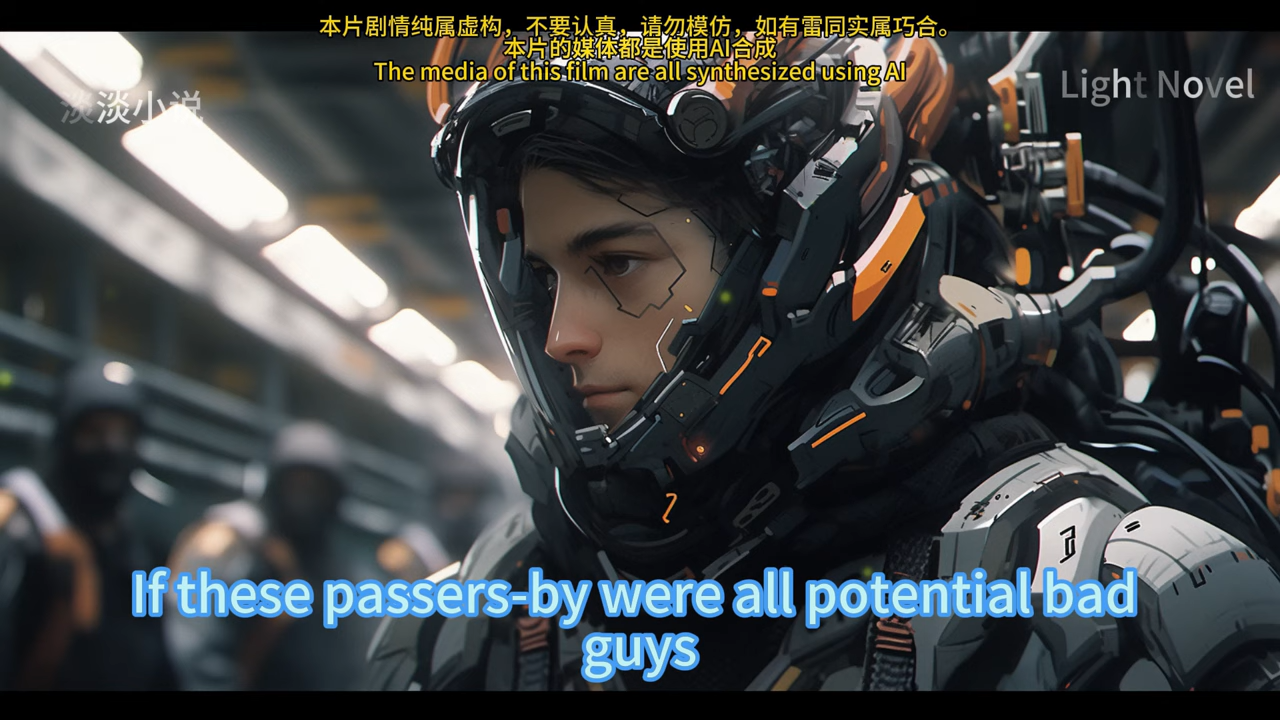 本片剧情纯属虚构，不要认真，请勿模仿，如有雷同实属巧合。
本片的媒体都是使用AI合成
The media of this film are all synthesized using AI
淡淡小说
Light Novel
If these passers-by were all potential bad
guys